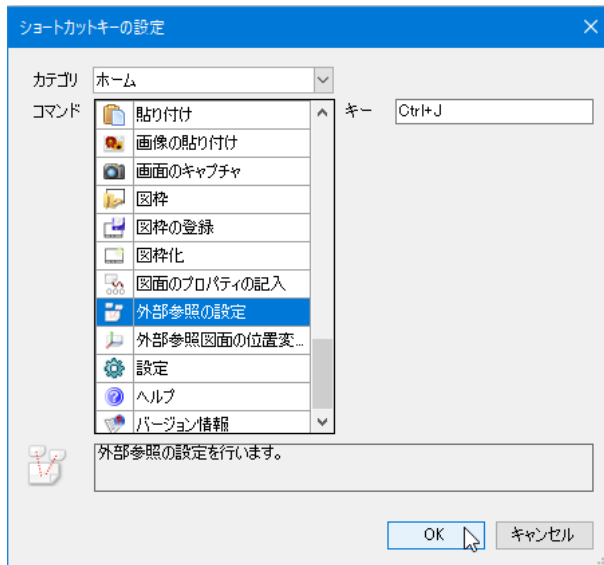 ショートカットキーの設定
カテゴリ ホーム
コマンド
キー Ctrl+J
貼り付け
画像の貼り付け
画面のキャプチャ
図枠
図枠の登録
図枠化
図面のプロパティの記入
外部参照の設定
外部参照図面の位置変...
設定
ヘルプ
バージョン情報
外部参照の設定を行います。
OK キャンセル